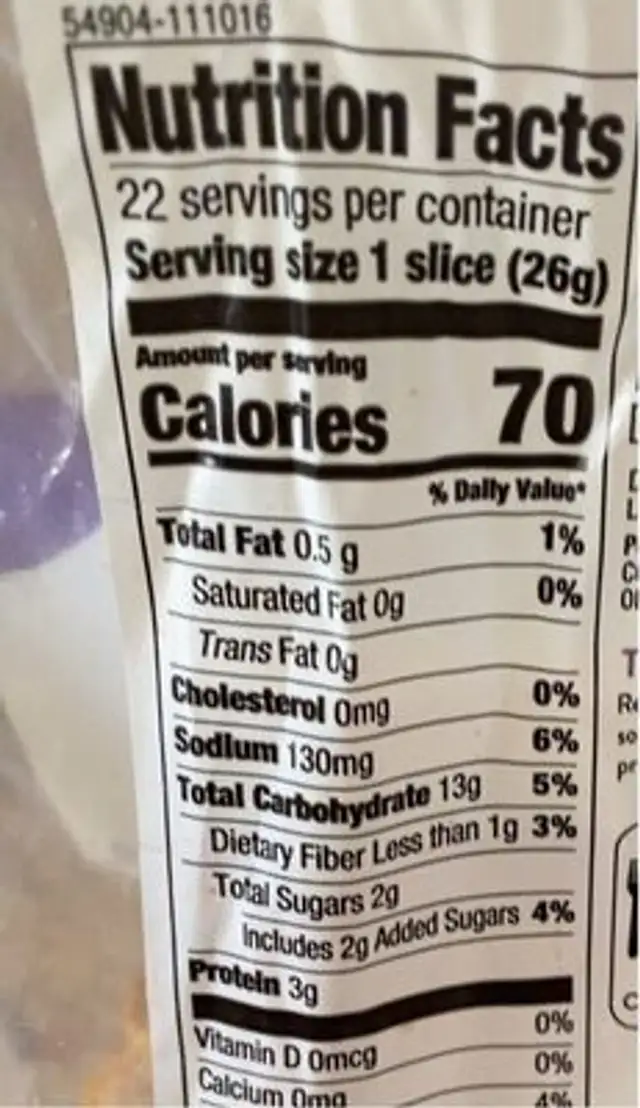 54904-111016
Nutrition Facts
22 servings per container
Serving size 1 slice (26g)
Amount per serving
Calories 70
% Daily Value*
Total Fat 0.5 g 1%
Saturated Fat 0g 0%
Trans Fat 0g
Cholesterol 0mg 0%
Sodium 130mg 6%
Total Carbohydrate 13g 5%
Dietary Fiber Less than 1g 3%
Total Sugars 2g
Includes 2g Added Sugars 4%
Protein 3g
Vitamin D 0mcg 0%
Calcium 0mg 0%
4%